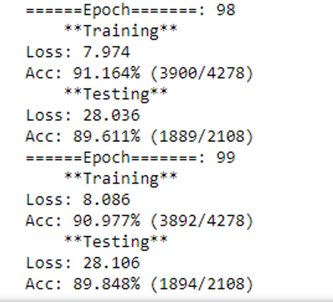 ======Epoch=======: 98
**Training**
Loss: 7.974
Acc: 91.164% (3900/4278)
**Testing**
Loss: 28.036
Acc: 89.611% (1889/2108)
======Epoch=======: 99
**Training**
Loss: 8.086
Acc: 90.977% (3892/4278)
**Testing**
Loss: 28.106
Acc: 89.848% (1894/2108)